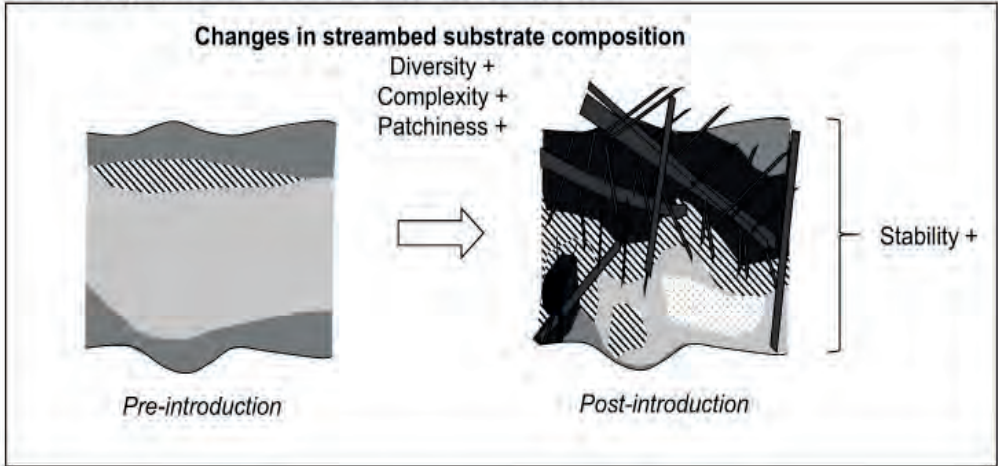 Changes in streambed substrate composition
Diversity +
Complexity +
Patchiness +
Stability +
Pre-introduction
Post-introduction